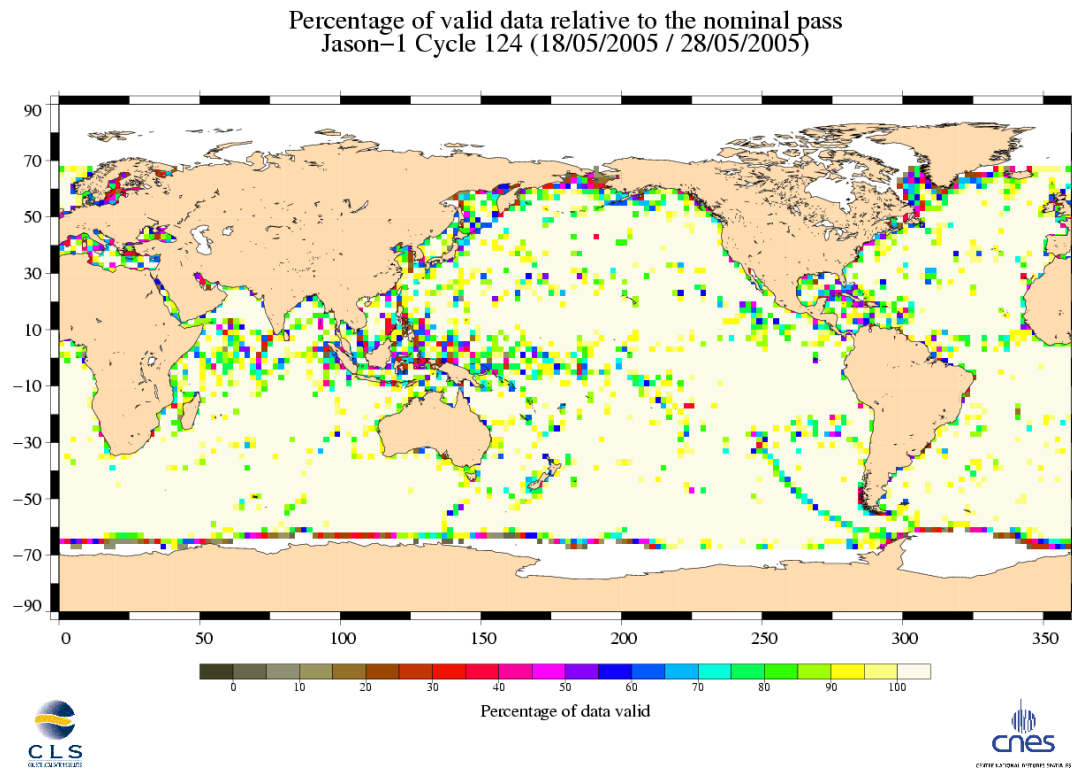 Percentage of valid data relative to the nominal pass
Jason−1 Cycle 124 (18/05/2005 / 28/05/2005)
90
70
50
30
10
−10
−30
−50
−70
−90
0 50 100 150 200 250 300 350
0 10 20 30 40 50 60 70 80 90 100
Percentage of data valid
CLS
cnes